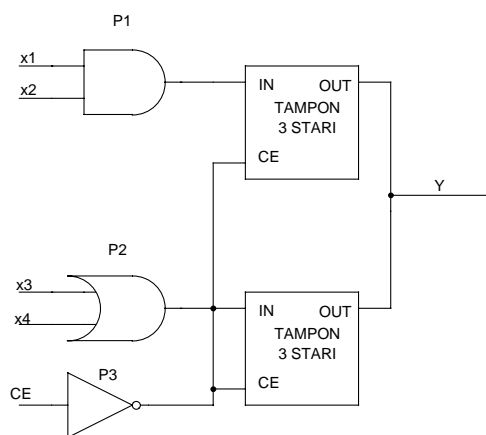 P1
x1
x2
IN OUT
TAMPON
3 STARI
CE
Y
P2
x3
x4
IN OUT
TAMPON
3 STARI
CE
P3
CE